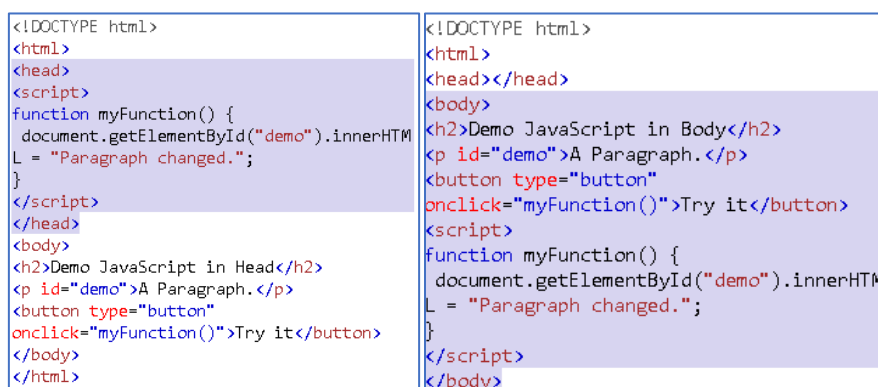 <!DOCTYPE html>
<html>
<head>
<script>
function myFunction() {
document.getElementById("demo").innerHTM
L = "Paragraph changed.";
}
</script>
</head>
<body>
<h2>Demo JavaScript in Head</h2>
<p id="demo">A Paragraph.</p>
<button type="button"
onclick="myFunction()">Try it</button>
</body>
</html>
<!DOCTYPE html>
<html>
<head></head>
<body>
<h2>Demo JavaScript in Body</h2>
<p id="demo">A Paragraph.</p>
<button type="button"
onclick="myFunction()">Try it</button>
<script>
function myFunction() {
document.getElementById("demo").innerHTM
L = "Paragraph changed.";
}
</script>
</body>